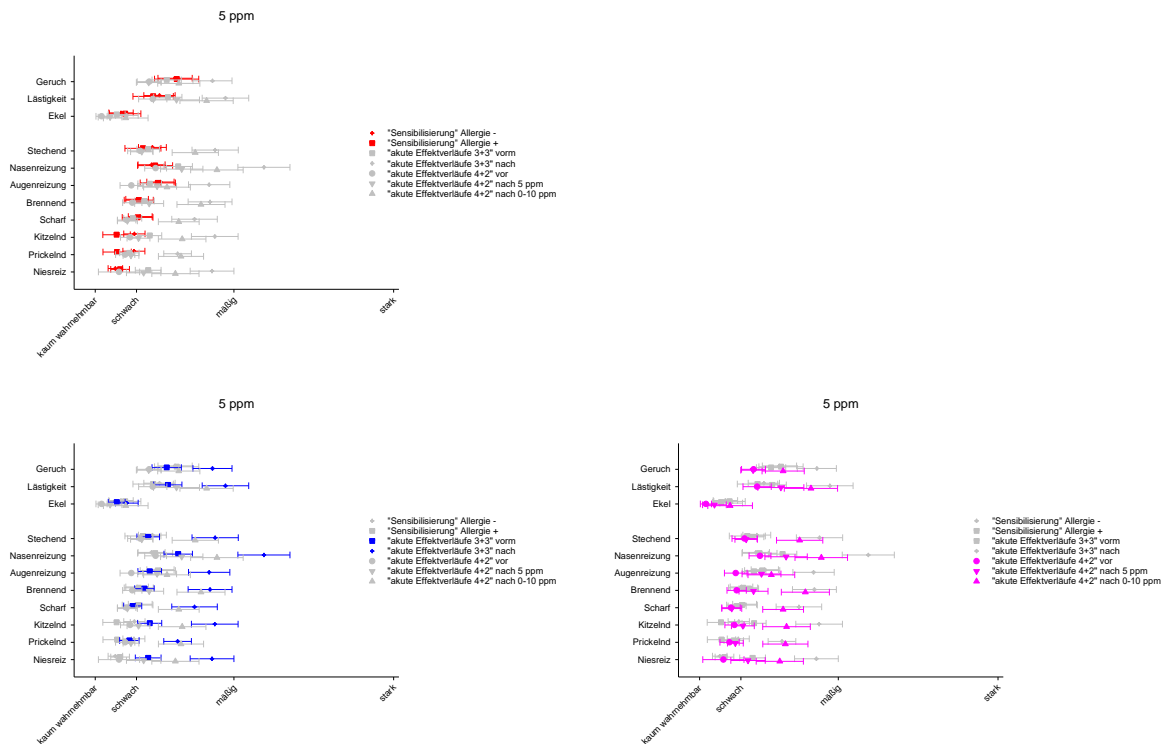 5 ppm
Geruch
Lästigkeit
Ekel
Stechend
Nasenreizung
Augenreizung
Brennend
Scharf
Kitzelnd
Prickelnd
Niesreiz
"Sensibilisierung" Allergie -
"Sensibilisierung" Allergie +
"akute Effektverläufe 3+3" vorm
"akute Effektverläufe 3+3" nach
"akute Effektverläufe 4+2" vor
"akute Effektverläufe 4+2" nach 5 ppm
"akute Effektverläufe 4+2" nach 0-10 ppm
kaum wahrnehmbar
schwach
mäßig
stark
5 ppm
Geruch
Lästigkeit
Ekel
Stechend
Nasenreizung
Augenreizung
Brennend
Scharf
Kitzelnd
Prickelnd
Niesreiz
"Sensibilisierung" Allergie -
"Sensibilisierung" Allergie +
"akute Effektverläufe 3+3" vorm
"akute Effektverläufe 3+3" nach
"akute Effektverläufe 4+2" vor
"akute Effektverläufe 4+2" nach 5 ppm
"akute Effektverläufe 4+2" nach 0-10 ppm
kaum wahrnehmbar
schwach
mäßig
stark
5 ppm
Geruch
Lästigkeit
Ekel
Stechend
Nasenreizung
Augenreizung
Brennend
Scharf
Kitzelnd
Prickelnd
Niesreiz
"Sensibilisierung" Allergie -
"Sensibilisierung" Allergie +
"akute Effektverläufe 3+3" vorm
"akute Effektverläufe 3+3" nach
"akute Effektverläufe 4+2" vor
"akute Effektverläufe 4+2" nach 5 ppm
"akute Effektverläufe 4+2" nach 0-10 ppm
kaum wahrnehmbar
schwach
mäßig
stark